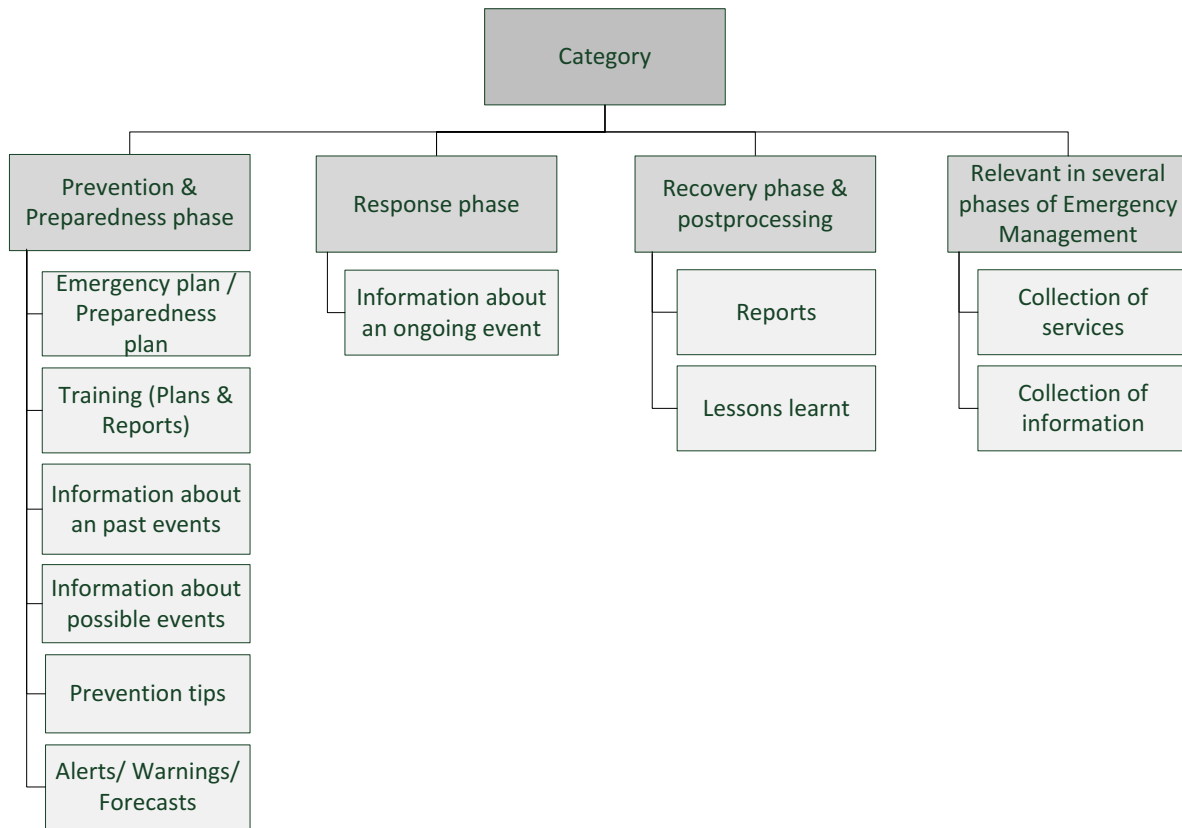 Category
Prevention &
Preparedness phase
Emergency plan /
Preparedness
plan
Training (Plans &
Reports)
Information about
an past events
Information about
possible events
Prevention tips
Alerts/ Warnings/
Forecasts
Response phase
Information about
an ongoing event
Recovery phase &
postprocessing
Reports
Lessons learnt
Relevant in several
phases of Emergency
Management
Collection of
services
Collection of
information